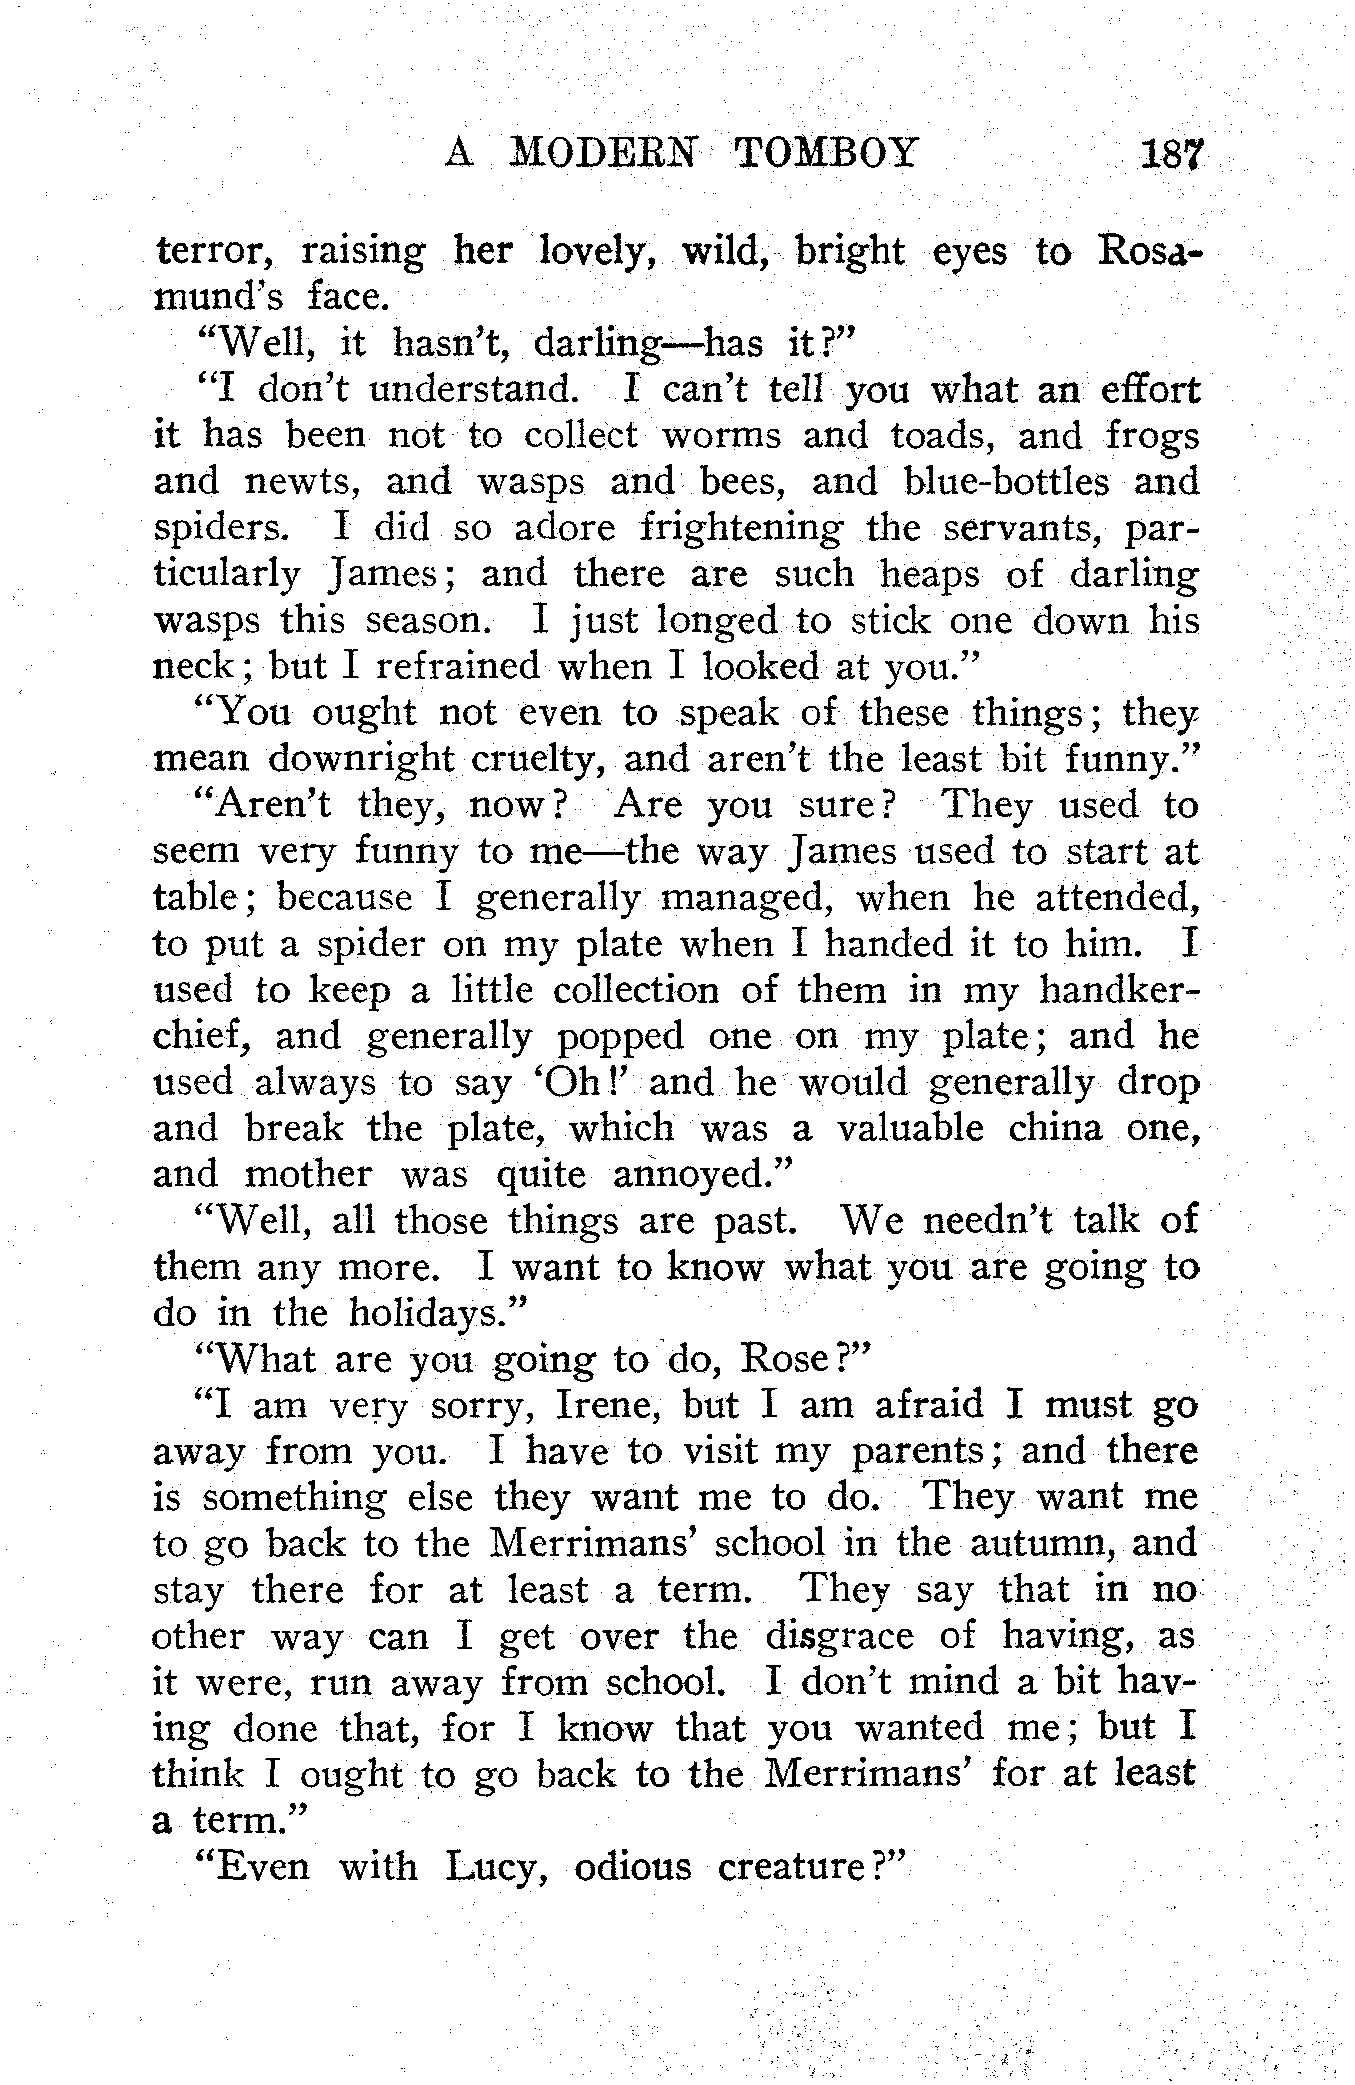 A MODERN TOMBOY 187
terror, raising her lovely, wild, bright eyes to Rosa-
mund's face.
"Well, it hasn't, darling—has it?"
"I don't understand. I can't tell you what an effort
it has been not to collect worms and toads, and frogs
and newts, and wasps and bees, and blue-bottles and
spiders. I did so adore frightening the servants, par-
ticularly James; and there are such heaps of darling
wasps this season. I just longed to stick one down his
neck; but I refrained when I looked at you."
"You ought not even to speak of these things; they
mean downright cruelty, and aren't the least bit funny."
"Aren't they, now? Are you sure? They used to
seem very funny to me—the way James used to start at
table; because I generally managed, when he attended,
to put a spider on my plate when I handed it to him. I
used to keep a little collection of them in my handker-
chief, and generally popped one on my plate; and he
used always to say 'Oh!' and he would generally drop
and break the plate, which was a valuable china one,
and mother was quite annoyed."
"Well, all those things are past. We needn't talk of
them any more. I want to know what you are going to
do in the holidays."
"What are you going to do, Rose?"
"I am very sorry, Irene, but I am afraid I must go
away from you. I have to visit my parents; and there
is something else they want me to do. They want me
to go back to the Merrimans' school in the autumn, and
stay there for at least a term. They say that in no
other way can I get over the disgrace of having, as
it were, run away from school. I don't mind a bit hav-
ing done that, for I know that you wanted me; but I
think I ought to go back to the Merrimans' for at least
a term."
"Even with Lucy, odious creature?"